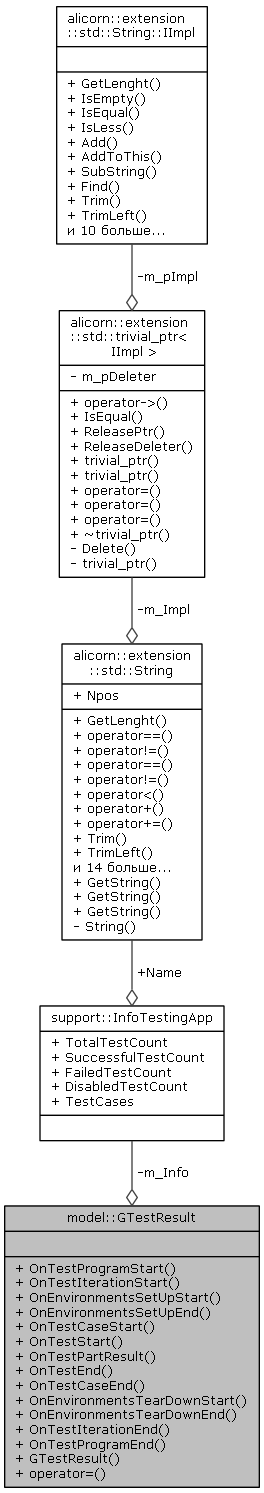 alicorn::extension
::std::String::IImpl
+ GetLenght()
+ IsEmpty()
+ IsEqual()
+ IsLess()
+ Add()
+ AddToThis()
+ SubString()
+ Find()
+ Trim()
+ TrimLeft()
и 10 больше...
-m_pImpl
alicorn::extension
::std::trivial_ptr<
IImpl >
- m_pDeleter
+ operator->()
+ IsEqual()
+ ReleasePtr()
+ ReleaseDeleter()
+ trivial_ptr()
+ trivial_ptr()
+ operator=()
+ operator=()
+ operator=()
+ ~trivial_ptr()
- Delete()
- trivial_ptr()
-m_Impl
alicorn::extension
::std::String
+ Npos
+ GetLenght()
+ operator==()
+ operator!=()
+ operator==()
+ operator!=()
+ operator<()
+ operator+()
+ operator+=()
+ Trim()
+ TrimLeft()
и 14 больше...
+ GetString()
+ GetString()
+ GetString()
- String()
+Name
support::InfoTestingApp
+ TotalTestCount
+ SuccessfulTestCount
+ FailedTestCount
+ DisabledTestCount
+ TestCases
-m_Info
model::GTestResult
+ OnTestProgramStart()
+ OnTestIterationStart()
+ OnEnvironmentsSetUpStart()
+ OnEnvironmentsSetUpEnd()
+ OnTestCaseStart()
+ OnTestStart()
+ OnTestPartResult()
+ OnTestEnd()
+ OnTestCaseEnd()
+ OnEnvironmentsTearDownStart()
+ OnEnvironmentsTearDownEnd()
+ OnTestIterationEnd()
+ OnTestProgramEnd()
+ GTestResult()
+ operator=()